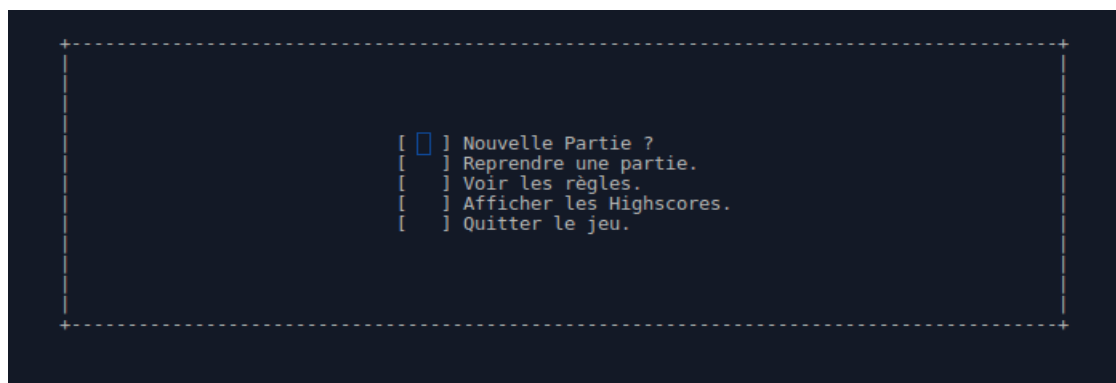 [   ] Nouvelle Partie ?
[   ] Reprendre une partie.
[   ] Voir les règles.
[   ] Afficher les Highscores.
[   ] Quitter le jeu.